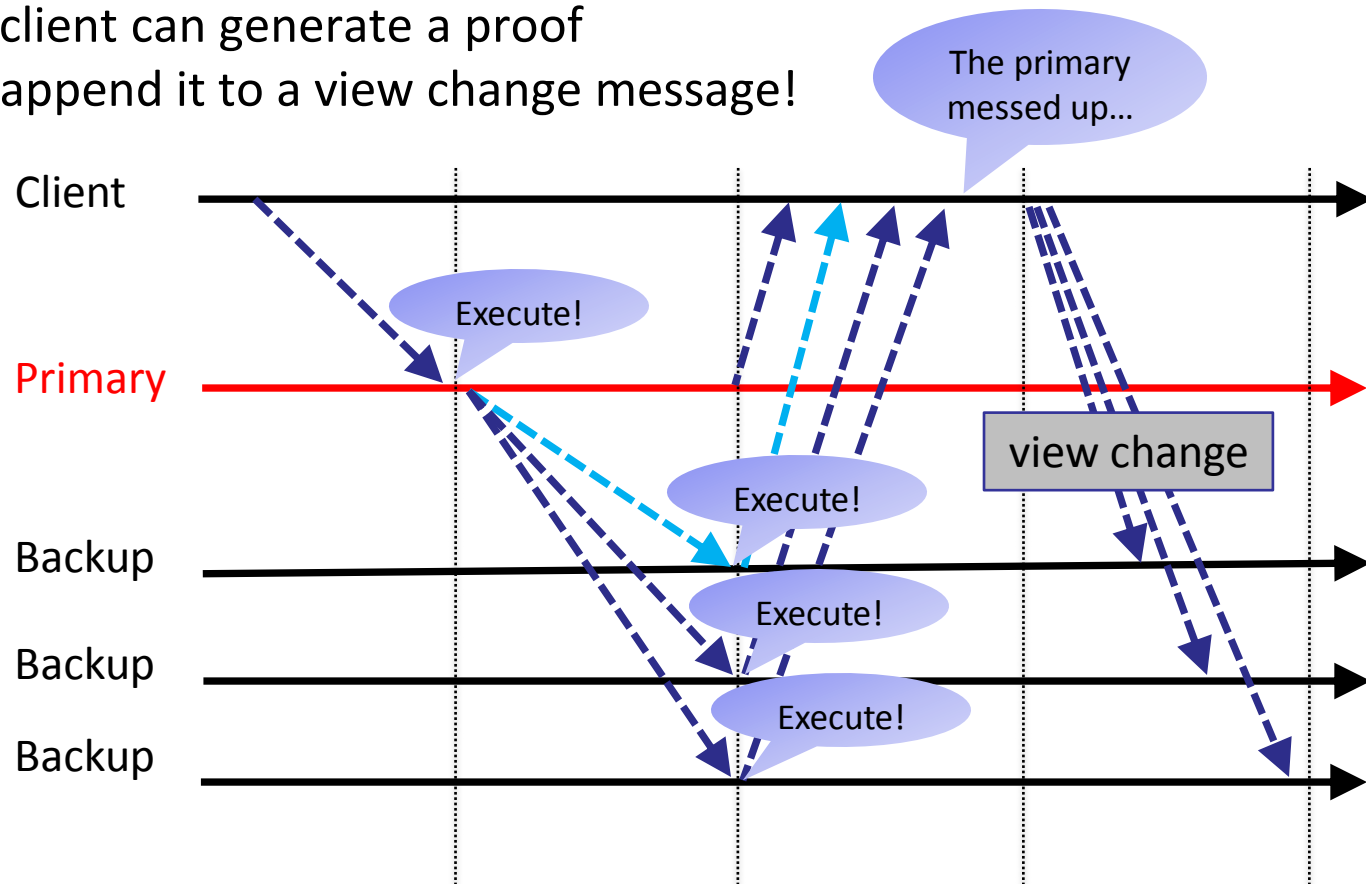 client can generate a proof
append it to a view change message!
The primary
messed up…
Client
Execute!
Primary
view change
Execute!
Backup
Execute!
Backup
Execute!
Backup